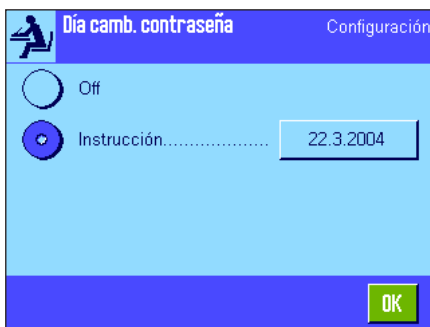 Día camb. contraseña Configuración
Off
Instrucción.................... 22.3.2004
OK